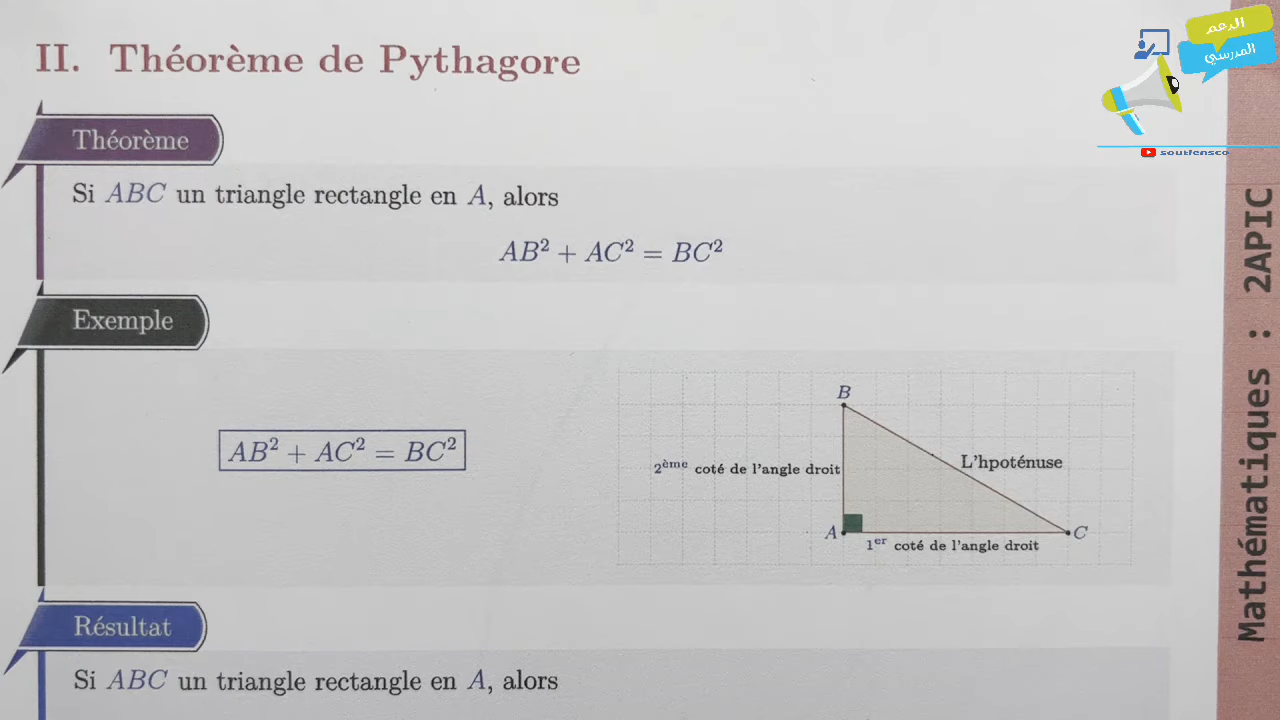 II. Théorème de Pythagore
الدعم
المدرسي
soutiensco
Théorème
Si ABC un triangle rectangle en A, alors
AB² + AC² = BC²
Exemple
AB² + AC² = BC²
B
2ème coté de l'angle droit
L'hpoténuse
A
C
1er coté de l'angle droit
Résultat
Si ABC un triangle rectangle en A, alors
Mathématiques : 2APIC